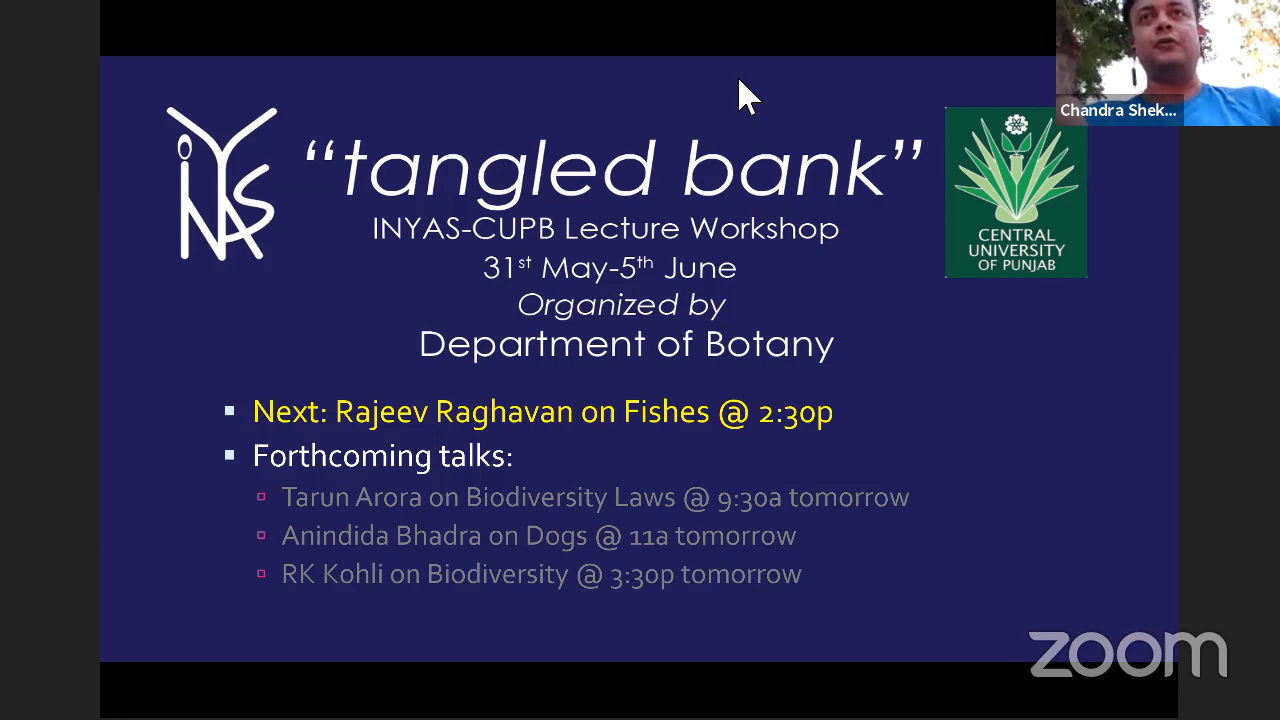 Chandra Shek...
INYAS
"tangled bank"
INYAS-CUPB Lecture Workshop
31st May-5th June
Organized by
Department of Botany
CENTRAL
UNIVERSITY
OF PUNJAB
Next: Rajeev Raghavan on Fishes @ 2:30p
Forthcoming talks:
Tarun Arora on Biodiversity Laws @ 9:30a tomorrow
Anindida Bhadra on Dogs @ 11a tomorrow
RK Kohli on Biodiversity @ 3:30p tomorrow
zoom